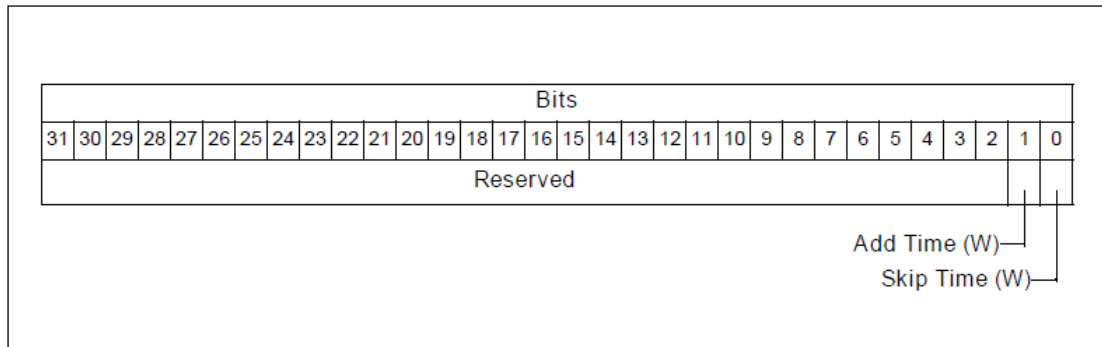 Bits
31 30 29 28 27 26 25 24 23 22 21 20 19 18 17 16 15 14 13 12 11 10 9 8 7 6 5 4 3 2 1 0
Reserved
Add Time (W)
Skip Time (W)